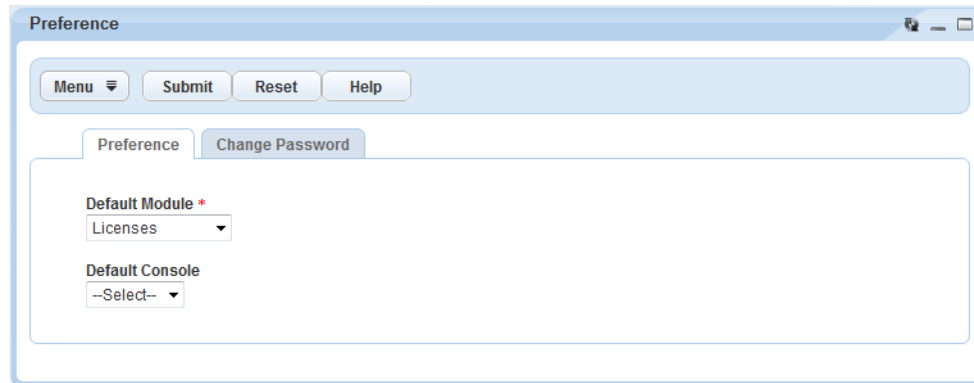 Preference
Menu Submit Reset Help
Preference Change Password
Default Module *
Licenses
Default Console
--Select--